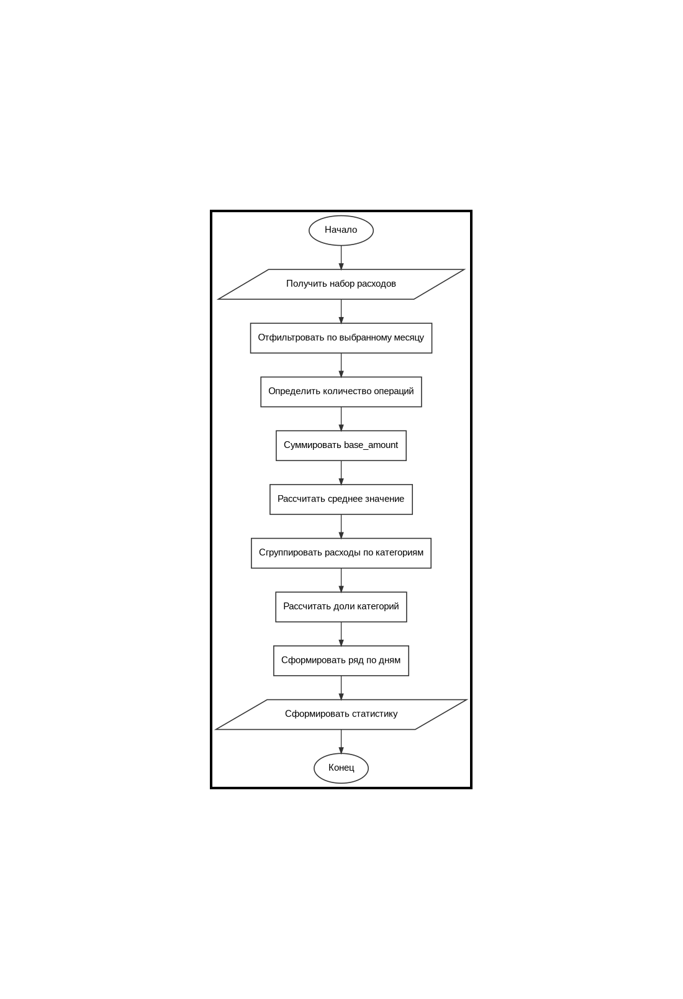 Начало
Получить набор расходов
Отфильтровать по выбранному месяцу
Определить количество операций
Суммировать base_amount
Рассчитать среднее значение
Сгруппировать расходы по категориям
Рассчитать доли категорий
Сформировать ряд по дням
Сформировать статистику
Конец